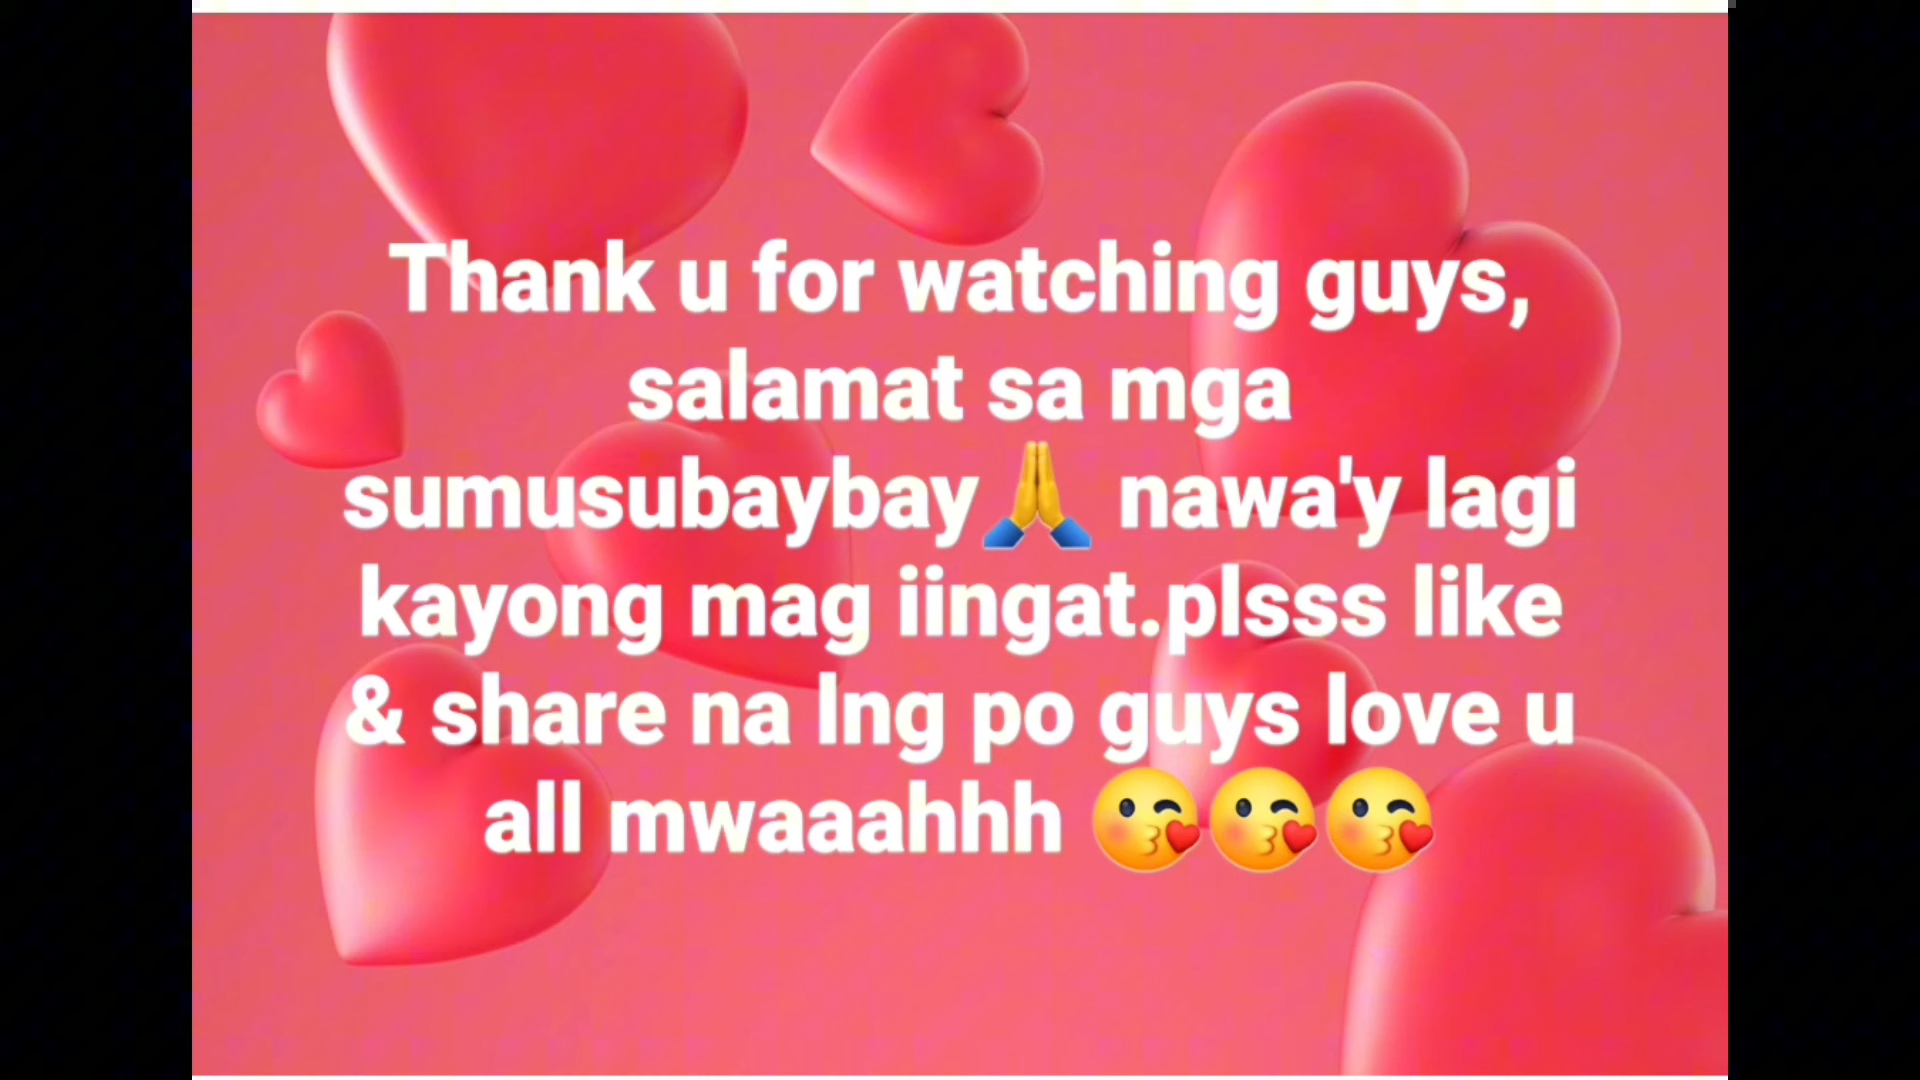 Thank u for watching guys,
salamat sa mga
sumusubaybay🙏 nawa'y lagi
kayong mag iingat.plsss like
& share na lng po guys love u
all mwaaahhh 😘😘😘